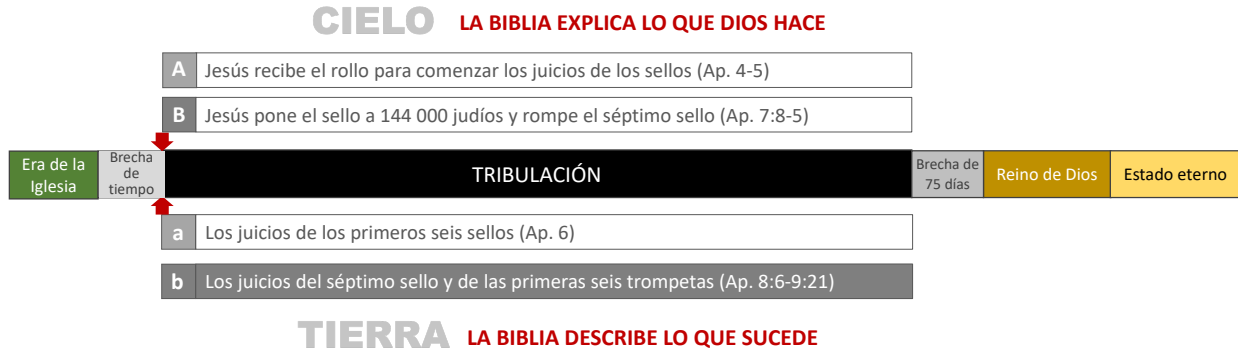 CIELO LA BIBLIA EXPLICA LO QUE DIOS HACE
A Jesús recibe el rollo para comenzar los juicios de los sellos (Ap. 4-5)
B Jesús pone el sello a 144 000 judíos y rompe el séptimo sello (Ap. 7:8-5)
Era de la
Iglesia
Brecha
de
tiempo
TRIBULACIÓN
Brecha de
75 días
Reino de Dios
Estado eterno
a Los juicios de los primeros seis sellos (Ap. 6)
b Los juicios del séptimo sello y de las primeras seis trompetas (Ap. 8:6-9:21)
TIERRA LA BIBLIA DESCRIBE LO QUE SUCEDE